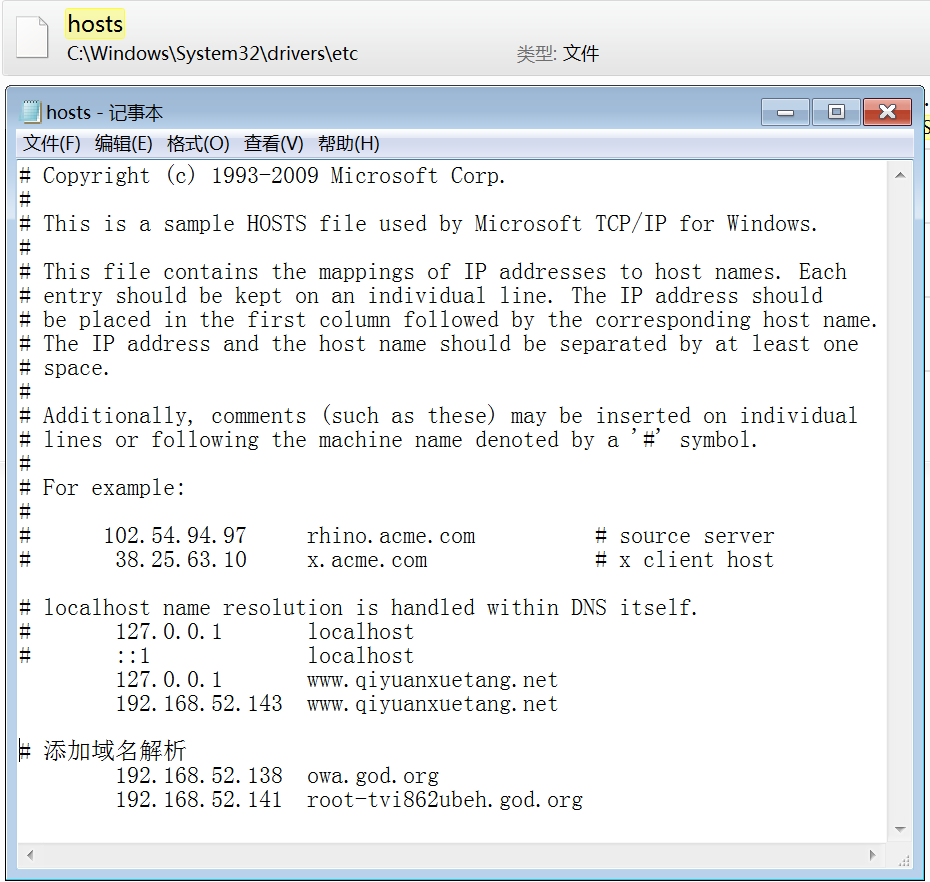 hosts
C:\Windows\System32\drivers\etc 类型: 文件
hosts - 记事本
文件(F) 编辑(E) 格式(O) 查看(V) 帮助(H)
# Copyright (c) 1993-2009 Microsoft Corp.
#
# This is a sample HOSTS file used by Microsoft TCP/IP for Windows.
#
# This file contains the mappings of IP addresses to host names. Each
# entry should be kept on an individual line. The IP address should
# be placed in the first column followed by the corresponding host name.
# The IP address and the host name should be separated by at least one
# space.
#
# Additionally, comments (such as these) may be inserted on individual
# lines or following the machine name denoted by a '#' symbol.
#
# For example:
#
#      102.54.94.97     rhino.acme.com          # source server
#       38.25.63.10     x.acme.com              # x client host

# localhost name resolution is handled within DNS itself.
#       127.0.0.1       localhost
#       ::1             localhost
        127.0.0.1       www.qiyuanxuetang.net
        192.168.52.143  www.qiyuanxuetang.net

# 添加域名解析
        192.168.52.138  owa.god.org
        192.168.52.141  root-tvi862ubeh.god.org